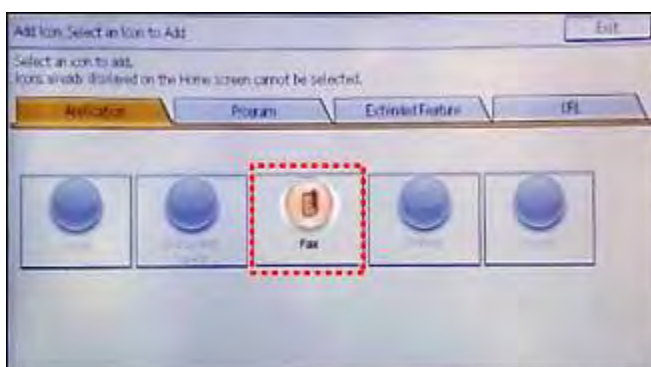 Add Icon: Select an Icon to Add
Exit
Select an icon to add.
Icons already displayed on the Home screen cannot be selected.
Application
Program
Extended Feature
URL
Fax